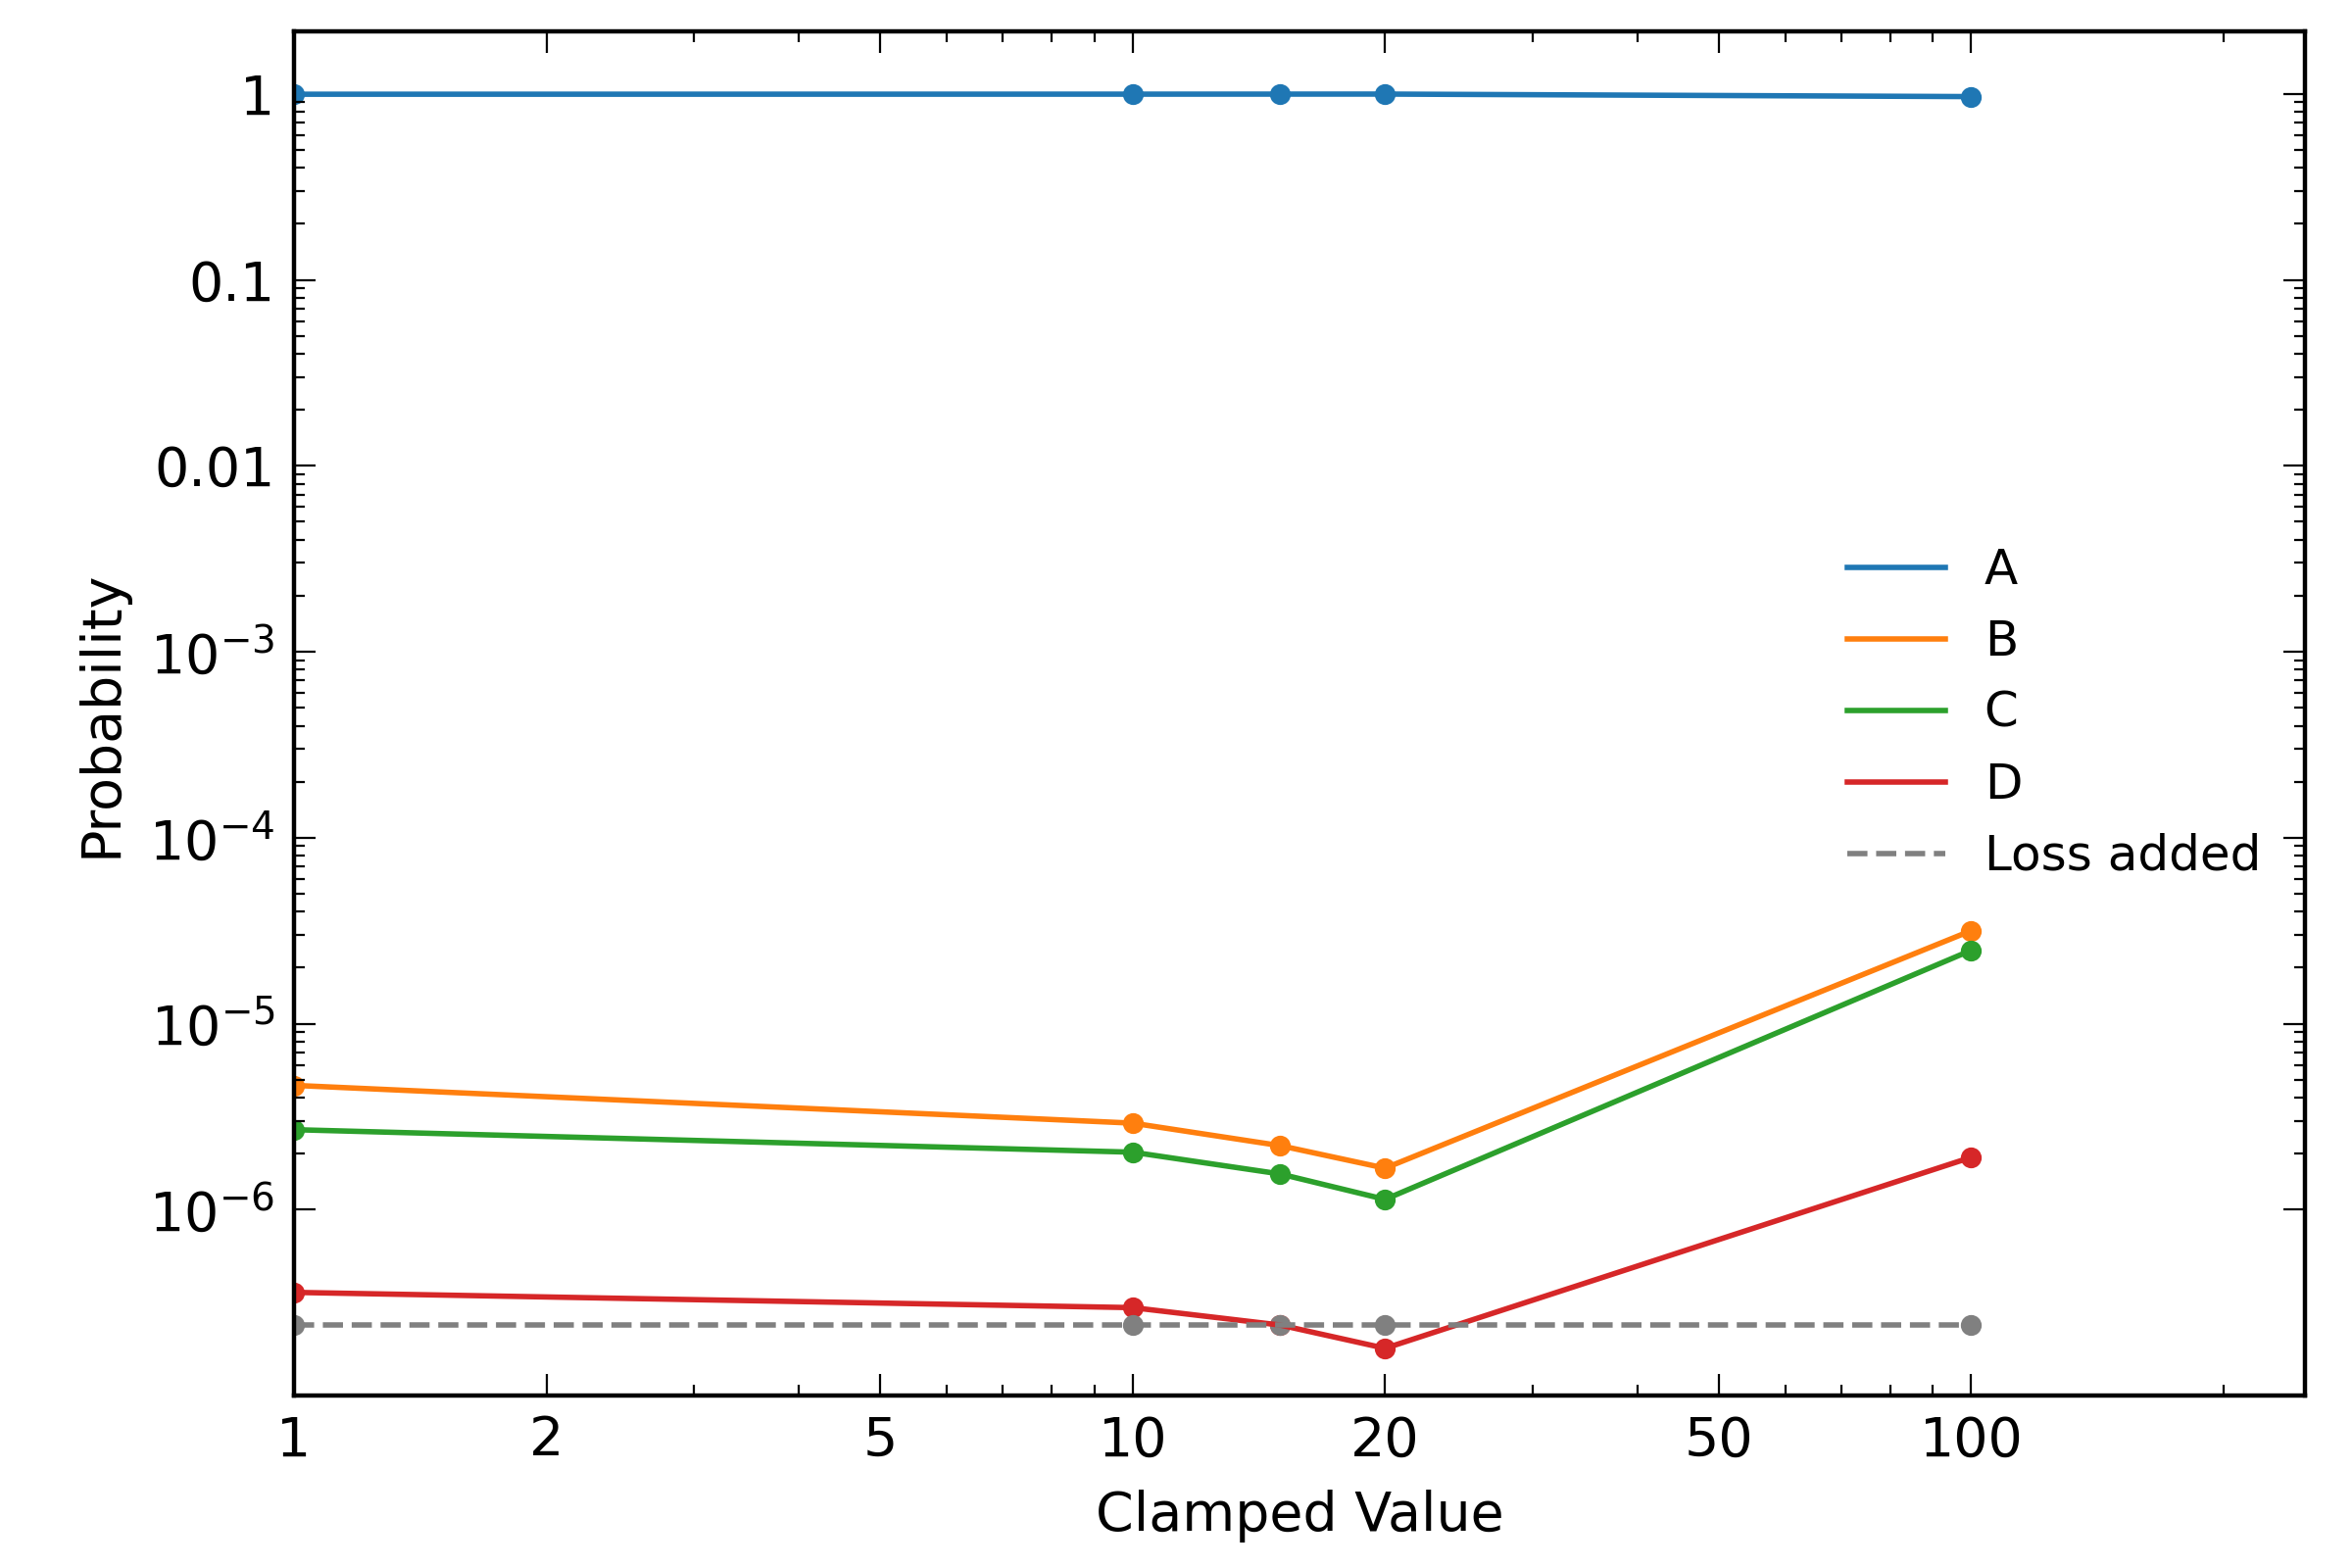 1
0.1
0.01
10⁻³
10⁻⁴
10⁻⁵
10⁻⁶
Probability
A
B
C
D
Loss added
1 2 5 10 20 50 100
Clamped Value